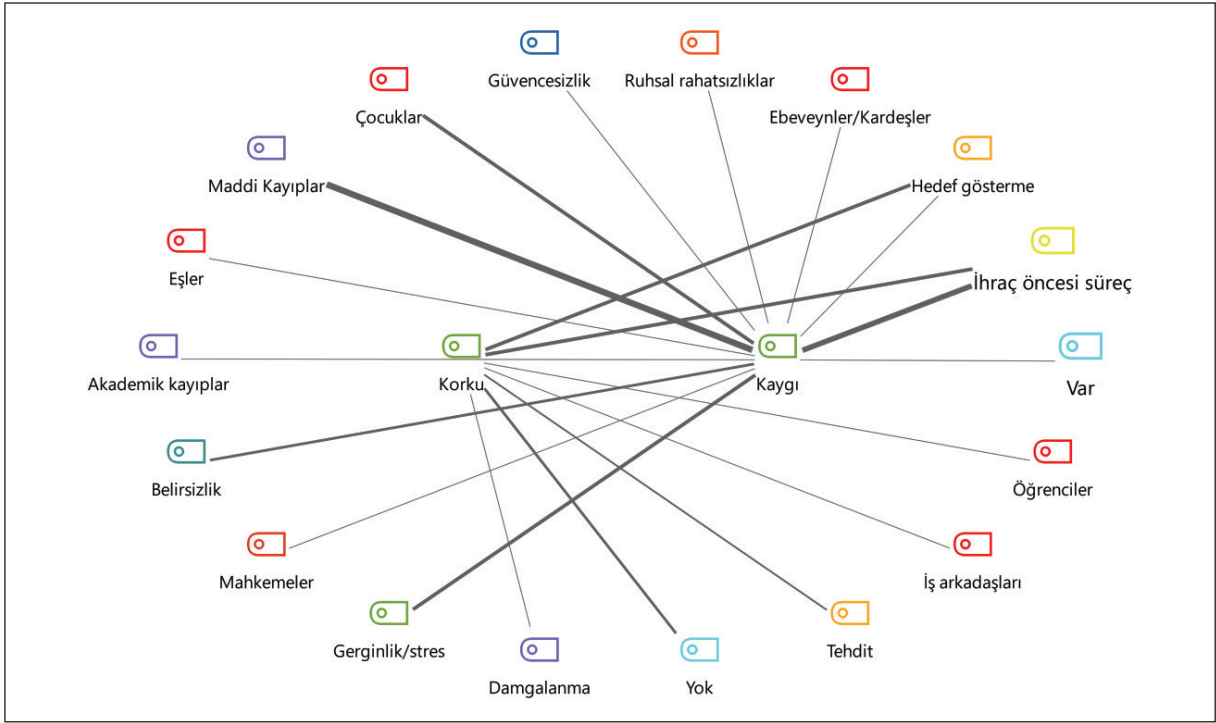 Güvencesizlik
Ruhsal rahatsızlıklar
Çocuklar
Ebeveynler/Kardeşler
Maddi Kayıplar
Hedef gösterme
Eşler
İhraç öncesi süreç
Akademik kayıplar
Korku
Kaygı
Var
Belirsizlik
Öğrenciler
Mahkemeler
İş arkadaşları
Gerginlik/stres
Tehdit
Damgalanma
Yok